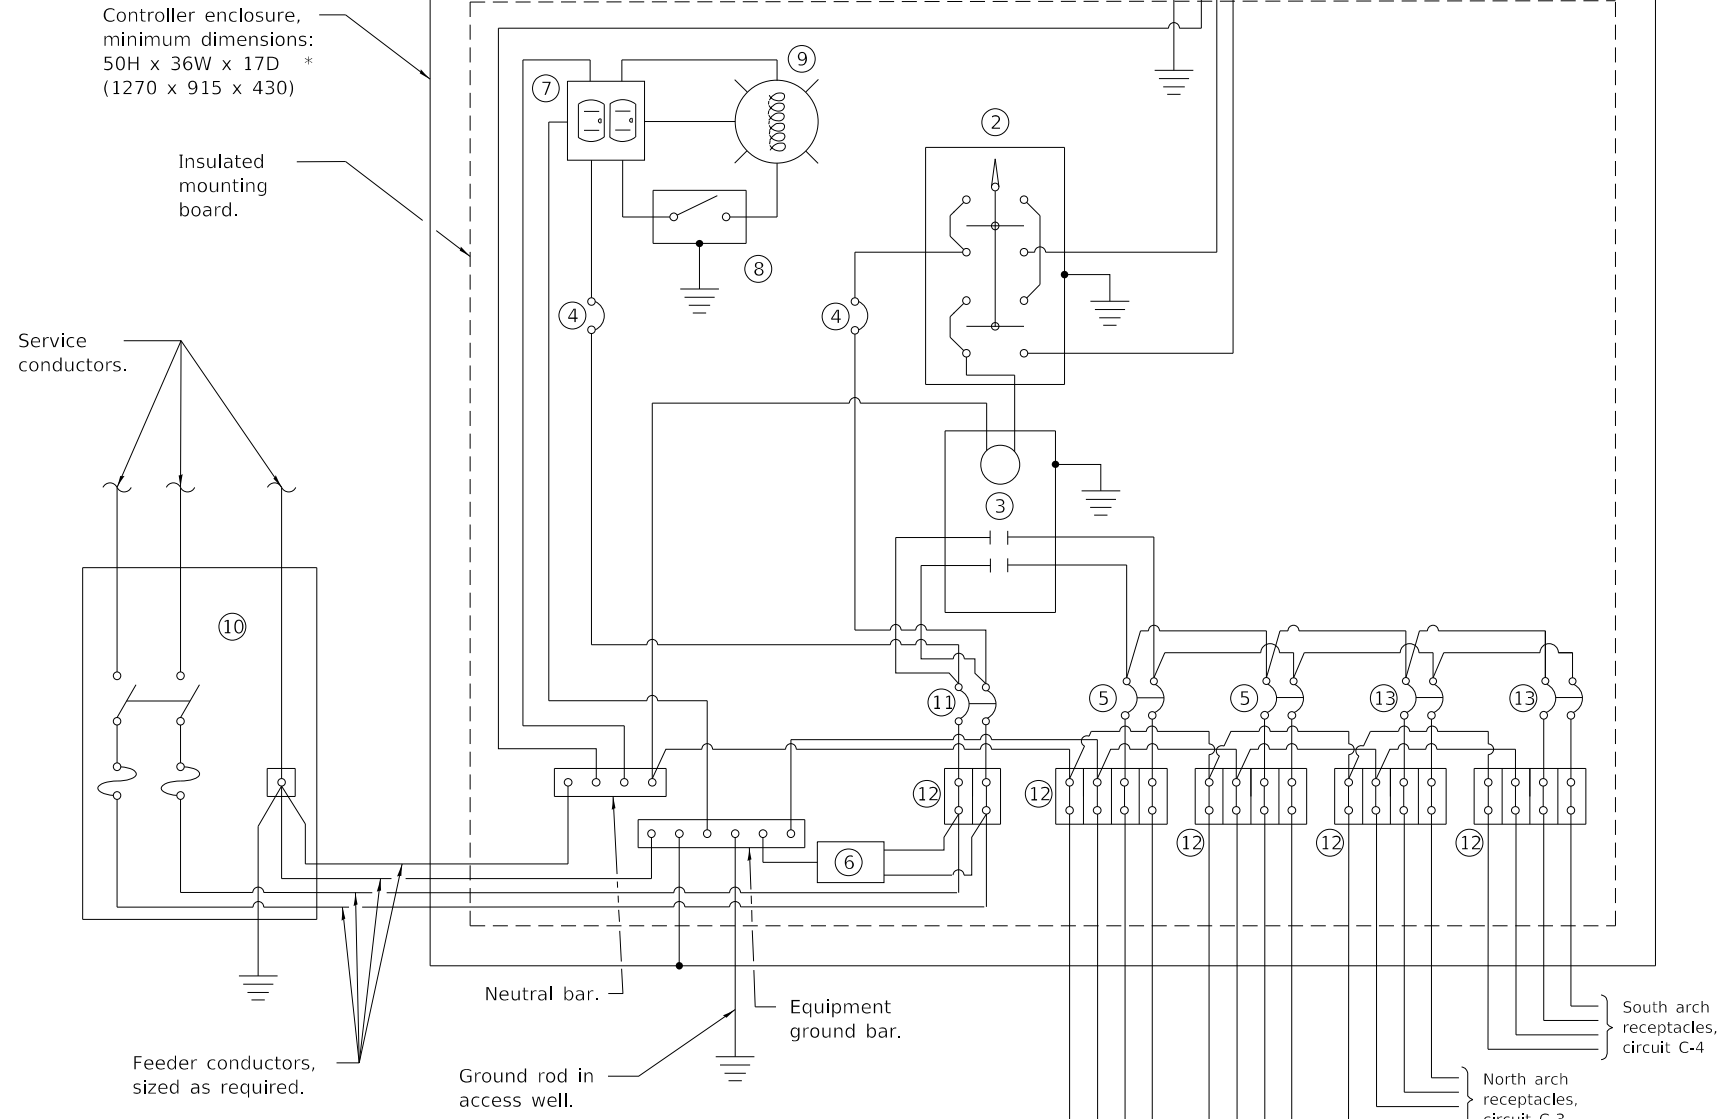 Controller enclosure,
minimum dimensions:
50H x 36W x 17D *
(1270 x 915 x 430)
9
7
2
Insulated
mounting
board.
8
4
4
Service
conductors.
3
10
11
5
5
13
13
12
12
12
12
12
6
Neutral bar.
Equipment
ground bar.
Feeder conductors,
sized as required.
Ground rod in
access well.
South arch
receptacles,
circuit C-4
North arch
receptacles,
circuit C-3